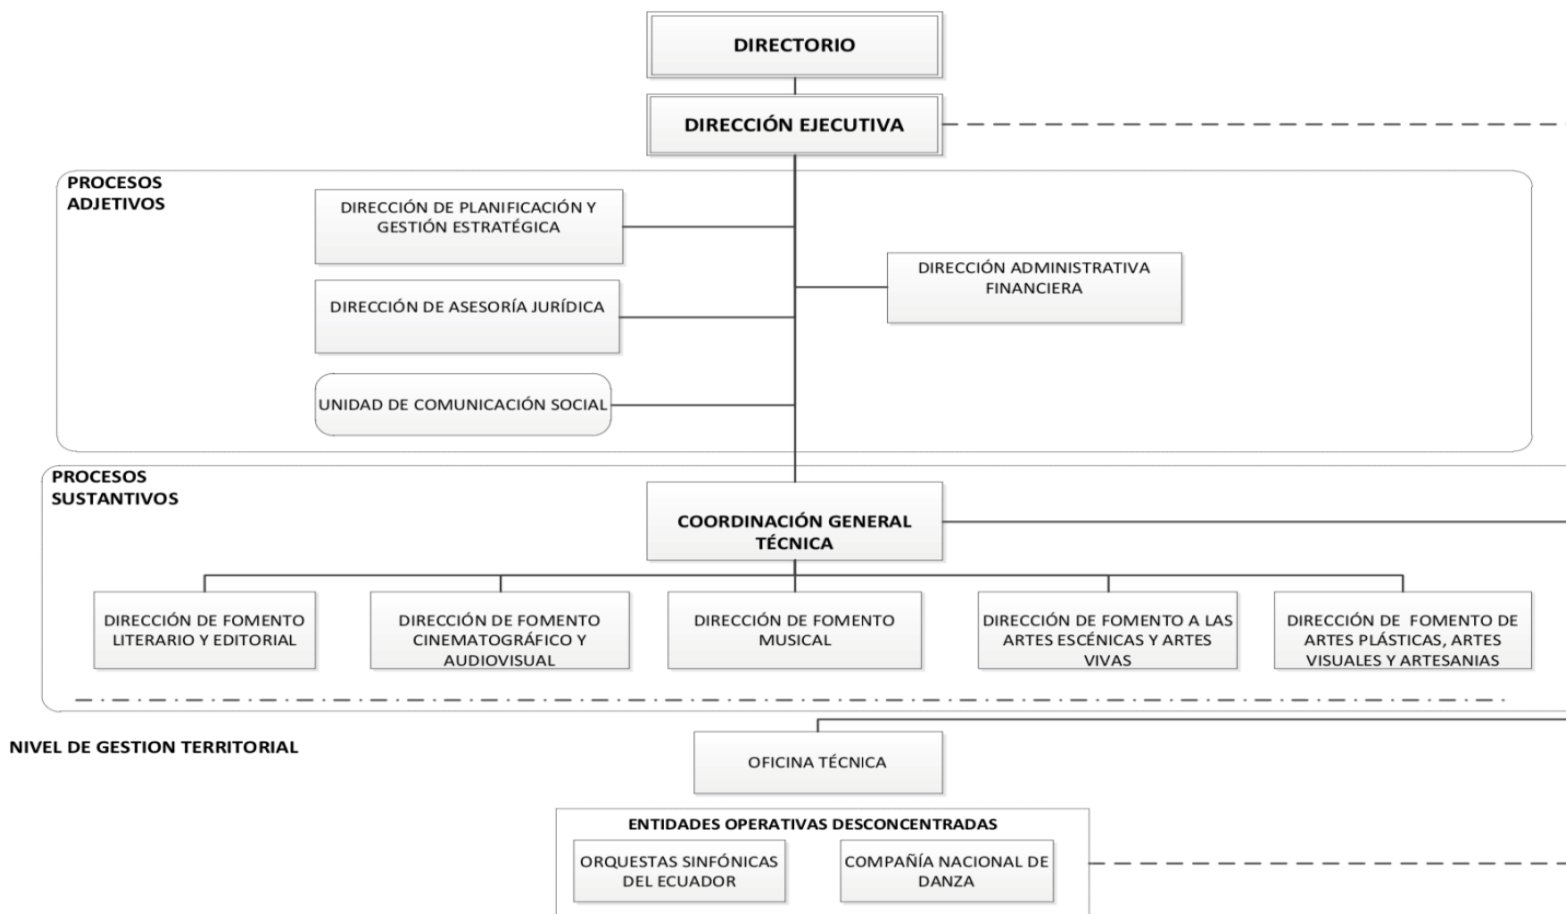 DIRECTORIO
DIRECCIÓN EJECUTIVA
PROCESOS
ADJETIVOS
DIRECCIÓN DE PLANIFICACIÓN Y
GESTIÓN ESTRATÉGICA
DIRECCIÓN ADMINISTRATIVA
FINANCIERA
DIRECCIÓN DE ASESORÍA JURÍDICA
UNIDAD DE COMUNICACIÓN SOCIAL
PROCESOS
SUSTANTIVOS
COORDINACIÓN GENERAL
TÉCNICA
DIRECCIÓN DE FOMENTO
LITERARIO Y EDITORIAL
DIRECCIÓN DE FOMENTO
CINEMATOGRÁFICO Y
AUDIOVISUAL
DIRECCIÓN DE FOMENTO
MUSICAL
DIRECCIÓN DE FOMENTO A LAS
ARTES ESCÉNICAS Y ARTES
VIVAS
DIRECCIÓN DE FOMENTO DE
ARTES PLÁSTICAS, ARTES
VISUALES Y ARTESANIAS
NIVEL DE GESTION TERRITORIAL
OFICINA TÉCNICA
ENTIDADES OPERATIVAS DESCONCENTRADAS
ORQUESTAS SINFÓNICAS
DEL ECUADOR
COMPAÑÍA NACIONAL DE
DANZA